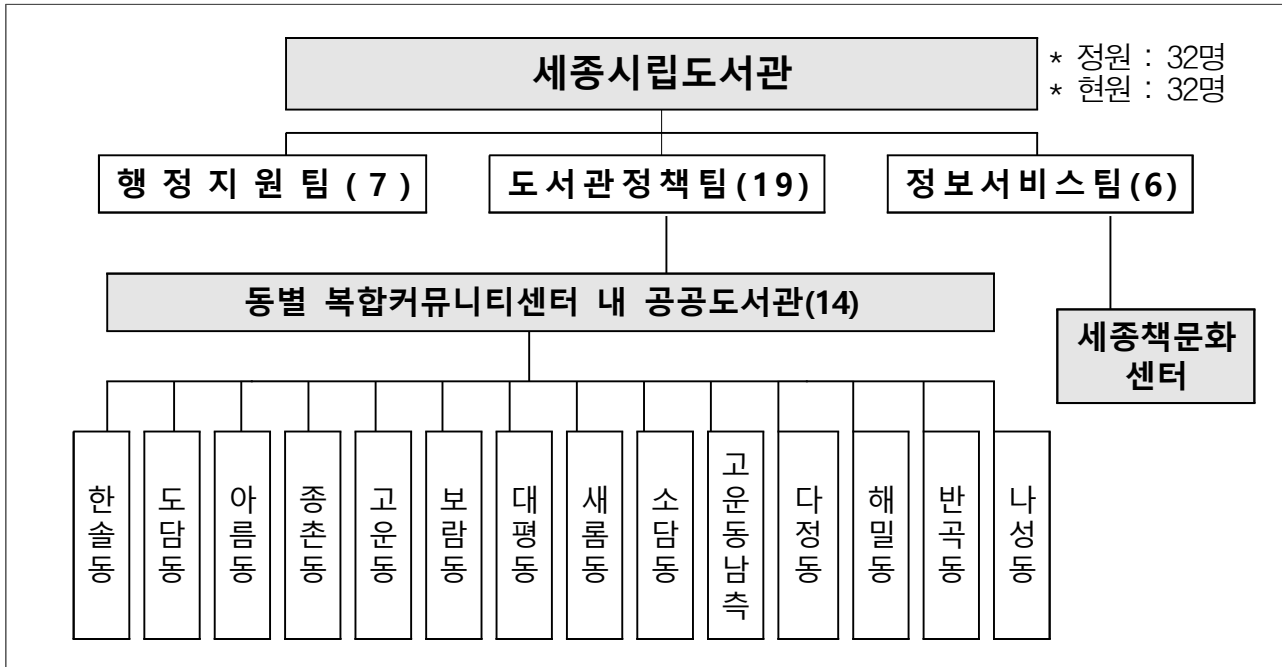 세종시립도서관
* 정원 : 32명
* 현원 : 32명
행정지원팀(7)
도서관정책팀(19)
정보서비스팀(6)
동별 복합커뮤니티센터 내 공공도서관(14)
세종책문화
센터
한솔동
도담동
아름동
종촌동
고운동
보람동
대평동
새롬동
소담동
고운동남측
다정동
해밀동
반곡동
나성동